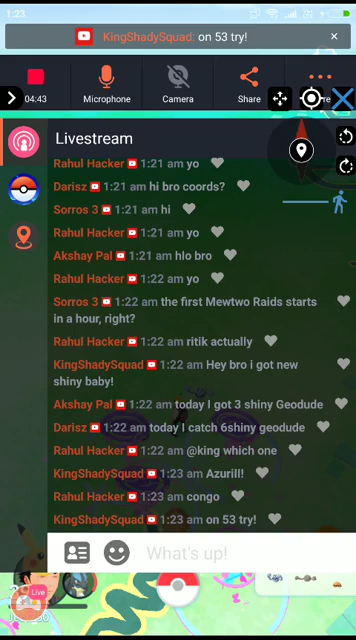 1:23
KingShadySquad: on 53 try!
04:43
Microphone
Camera
Share
Livestream
Rahul Hacker 1:21 am yo
Darisz 1:21 am hi bro coords?
Sorros 3 1:21 am hi
Rahul Hacker 1:21 am yo
Akshay Pal 1:21 am hlo bro
Rahul Hacker 1:22 am yo
Sorros 3 1:22 am the first Mewtwo Raids starts
in a hour, right?
Rahul Hacker 1:22 am ritik actually
KingShadySquad 1:22 am Hey bro i got new
shiny baby!
Akshay Pal 1:22 am today I got 3 shiny Geodude
Darisz 1:22 am today I catch 6shiny geodude
Rahul Hacker 1:22 am @king which one
KingShadySquad 1:23 am Azurill!
Rahul Hacker 1:23 am congo
KingShadySquad 1:23 am on 53 try!
What's up!
Live